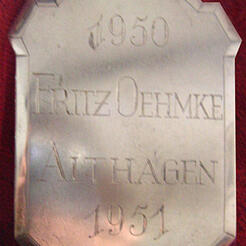 1950
FRITZ OEHMKE
ALTHAGEN
1951